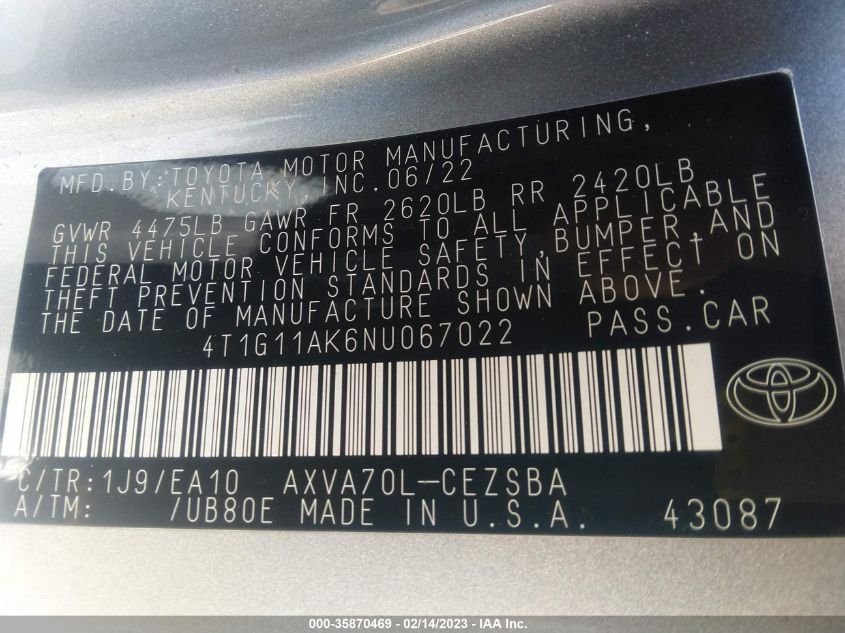 MFD.BY:TOYOTA MOTOR MANUFACTURING,
KENTUCKY, INC.06/22
GVWR 4475LB GAWR FR 2620LB RR 2420LB
THIS VEHICLE CONFORMS TO ALL APPLICABLE
FEDERAL MOTOR VEHICLE SAFETY,BUMPER,AND
THEFT PREVENTION STANDARDS IN EFFECT ON
THE DATE OF MANUFACTURE SHOWN ABOVE.
4T1G11AK6NU067022 PASS.CAR
C/TR:1J9/EA10 AXVA70L-CEZSBA
A/TM: /UB80E MADE IN U.S.A. 43087
000-35870469 - 02/14/2023 - IAA Inc.